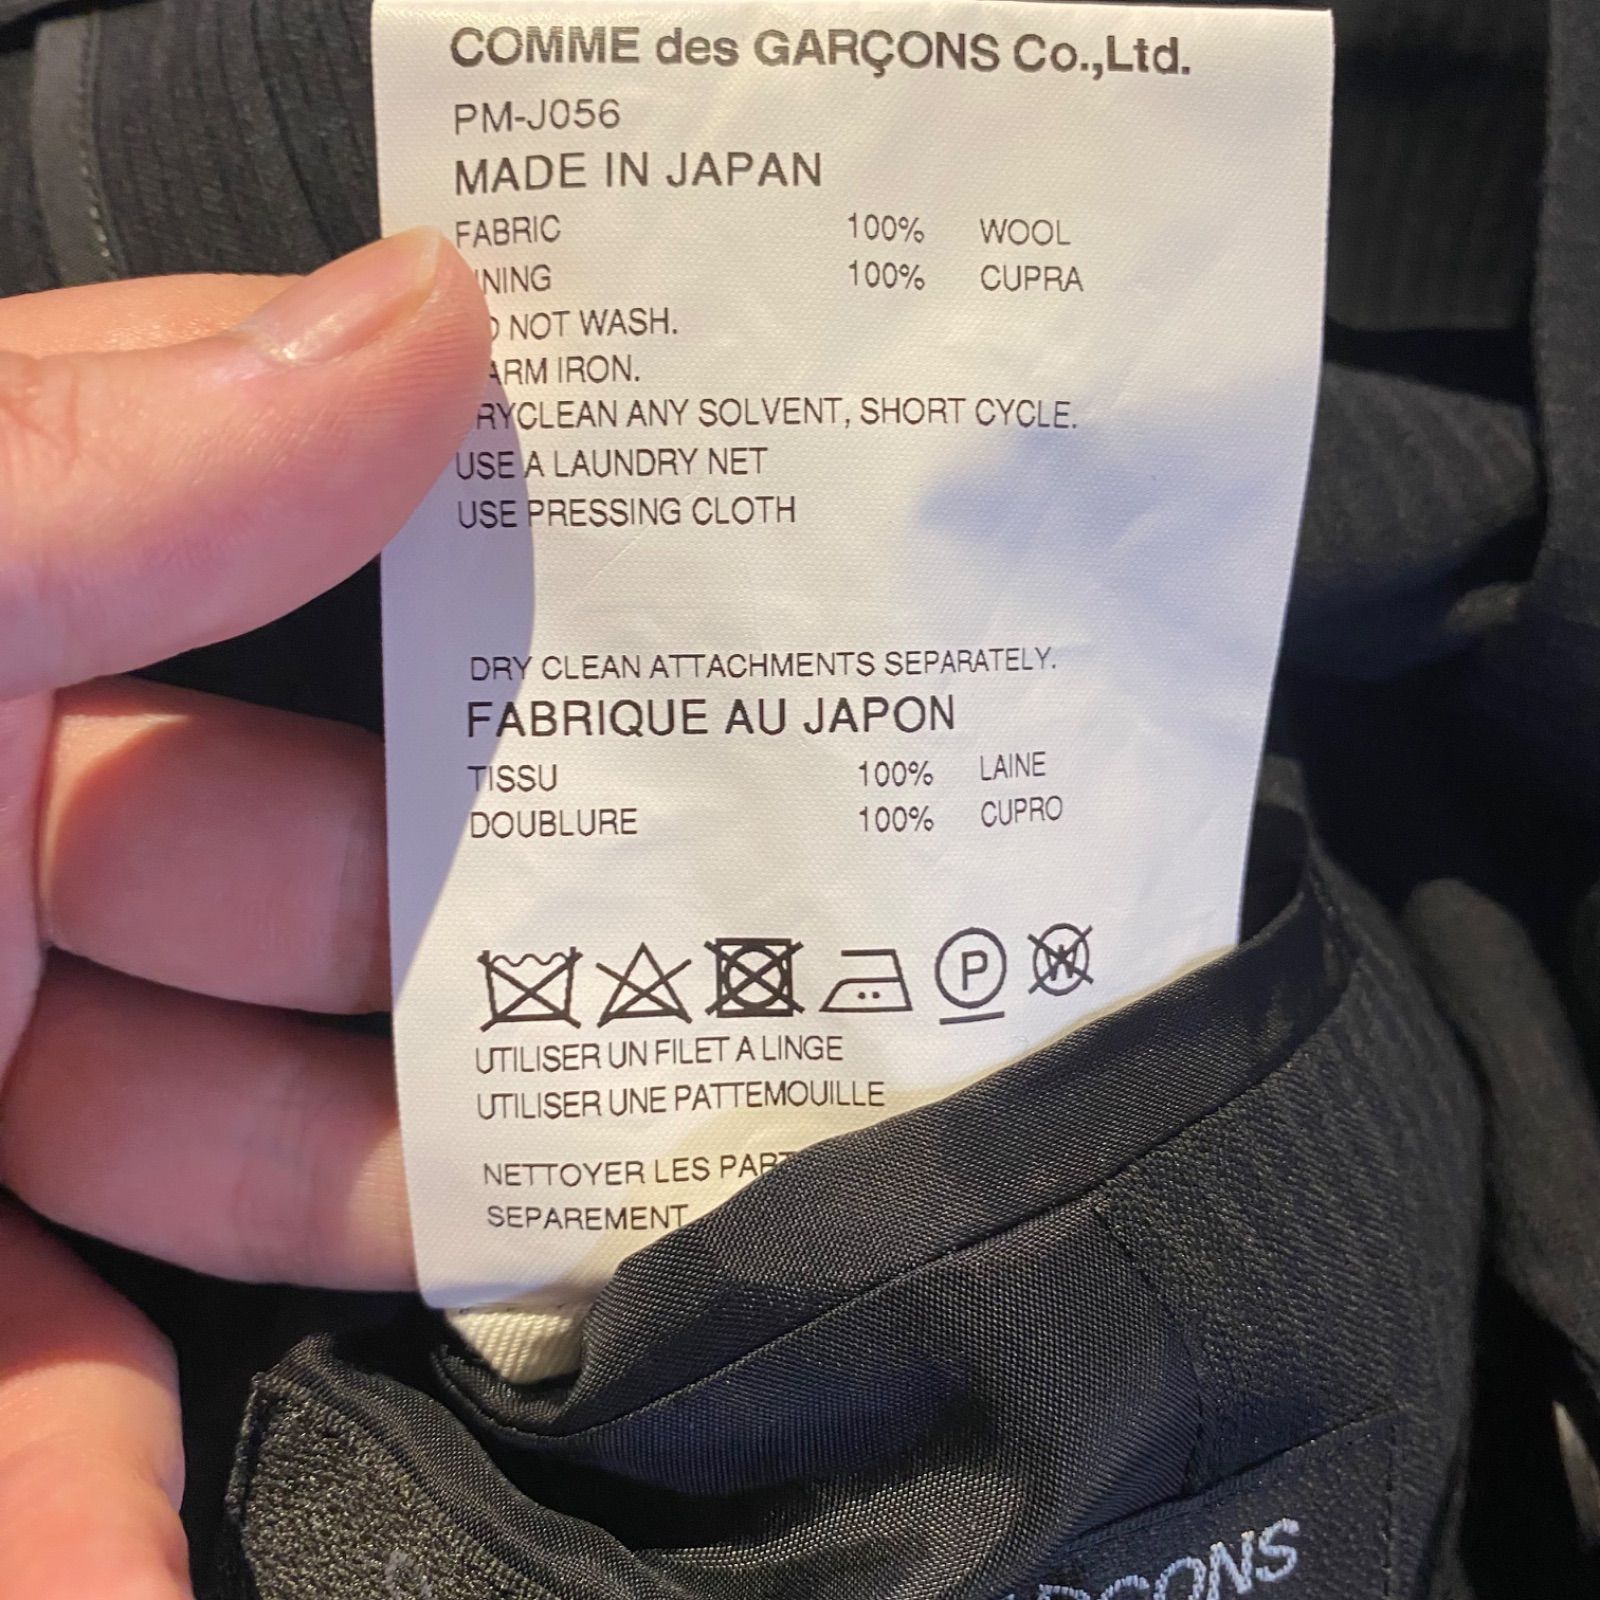 COMME des GARÇONS Co.,Ltd.
PM-J056
MADE IN JAPAN
FABRIC 100% WOOL
NING 100% CUPRA
NOT WASH.
ARM IRON.
RYCLEAN ANY SOLVENT, SHORT CYCLE.
USE A LAUNDRY NET
USE PRESSING CLOTH
DRY CLEAN ATTACHMENTS SEPARATELY.
FABRIQUE AU JAPON
TISSU 100% LAINE
DOUBLURE 100% CUPRO
P W
UTILISER UN FILET A LINGE
UTILISER UNE PATTEMOUILLE
NETTOYER LES PART
SEPAREMENT